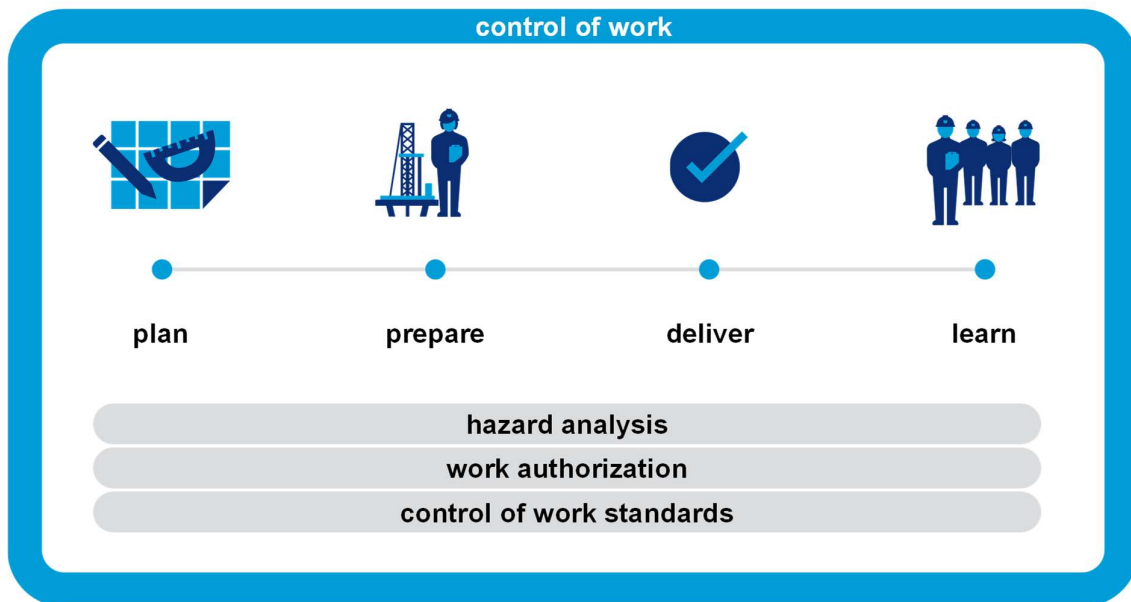 control of work
plan
prepare
deliver
learn
hazard analysis
work authorization
control of work standards